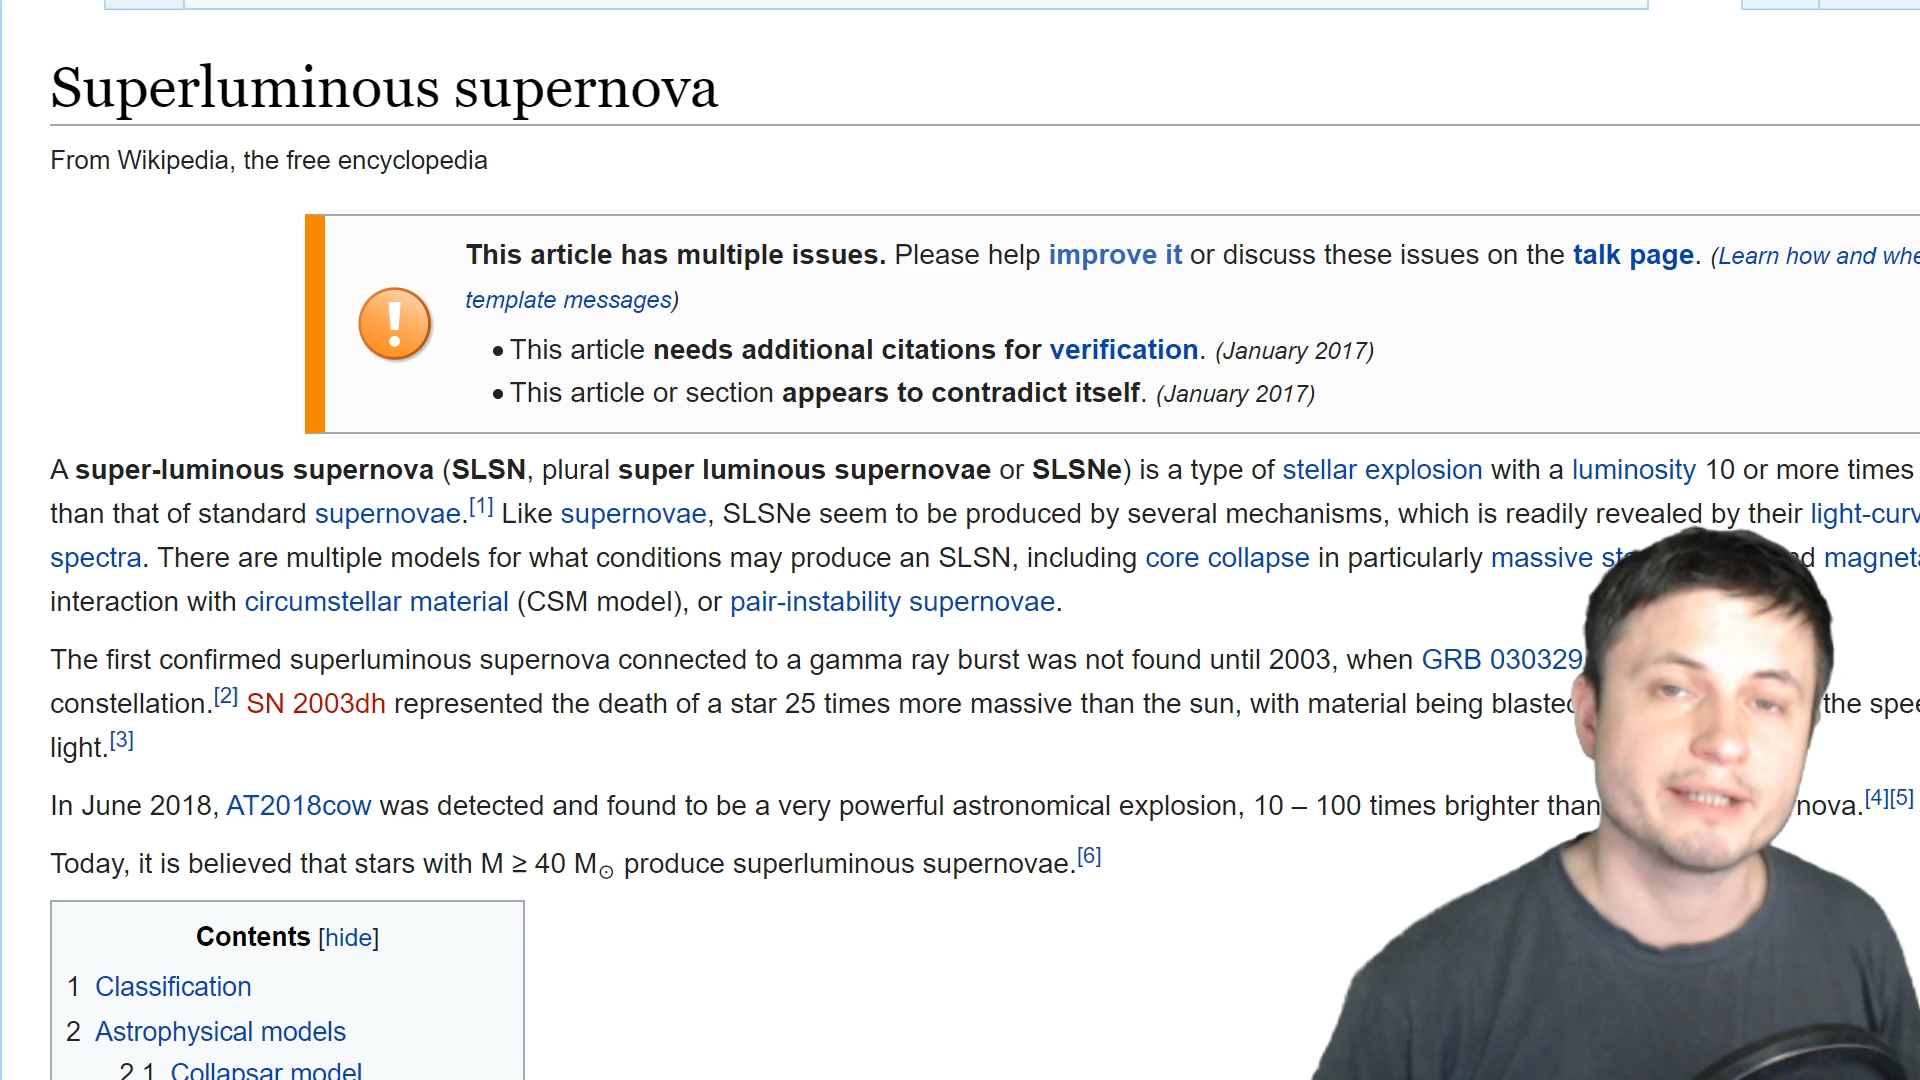 Superluminous supernova
From Wikipedia, the free encyclopedia
This article has multiple issues. Please help improve it or discuss these issues on the talk page. (Learn how and
template messages)
• This article needs additional citations for verification. (January 2017)
• This article or section appears to contradict itself. (January 2017)
A super-luminous supernova (SLSN, plural super luminous supernovae or SLSNe) is a type of stellar explosion with a luminosity 10 or more times
than that of standard supernovae.[1] Like supernovae, SLSNe seem to be produced by several mechanisms, which is readily revealed by their
spectra. There are multiple models for what conditions may produce an SLSN, including core collapse in particularly massive
interaction with circumstellar material (CSM model), or pair-instability supernovae.
The first confirmed superluminous supernova connected to a gamma ray burst was not found until 2003, when GRB 030329
constellation.[2] SN 2003dh represented the death of a star 25 times more massive than the sun, with material being blasted the
light.[3]
In June 2018, AT2018cow was detected and found to be a very powerful astronomical explosion, 10 – 100 times brighter than nova.[4][5]
Today, it is believed that stars with M ≥ 40 M☉ produce superluminous supernovae.[6]
Contents [hide]
1 Classification
2 Astrophysical models
2.1 Collapsar model